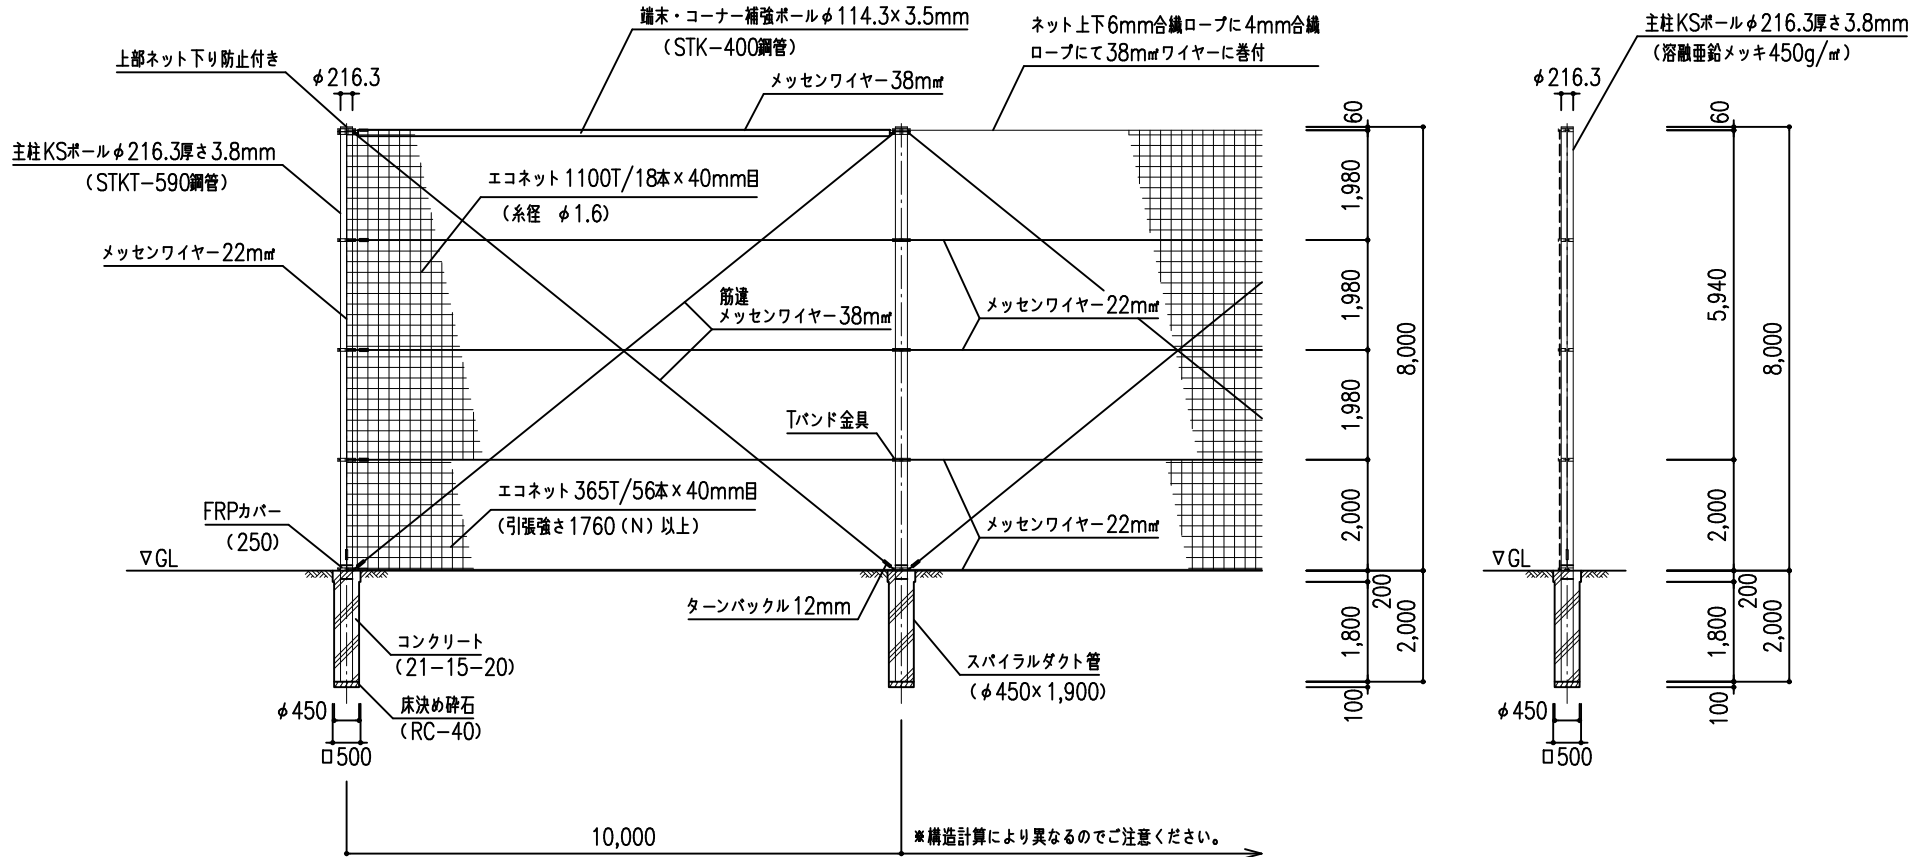 端末・コーナー補強ポールφ114.3×3.5mm
(STK-400鋼管)
ネット上下6mm合繊ロープに4mm合繊
ロープにて38m㎡ワイヤーに巻付
主柱KSポールφ216.3厚さ3.8mm
(溶融亜鉛メッキ450g/㎡)
上部ネット下り防止付き
φ216.3
メッセンワイヤー38m㎡
φ216.3
主柱KSポールφ216.3厚さ3.8mm
(STKT-590鋼管)
エコネット1100T/18本×40mm目
(糸径 φ1.6)
メッセンワイヤー22m㎡
筋違
メッセンワイヤー38m㎡
メッセンワイヤー22m㎡
Tバンド金具
エコネット365T/56本×40mm目
(引張強さ1760(N)以上)
メッセンワイヤー22m㎡
FRPカバー
(250)
▽GL
▽GL
ターンバックル12mm
コンクリート
(21-15-20)
スパイラルダクト管
(φ450×1,900)
床決め砕石
(RC-40)
φ450
□500
60
1,980
1,980
1,980
2,000
8,000
200
1,800
2,000
100
60
5,940
2,000
8,000
200
1,800
2,000
100
φ450
□500
10,000
※構造計算により異なるのでご注意ください。